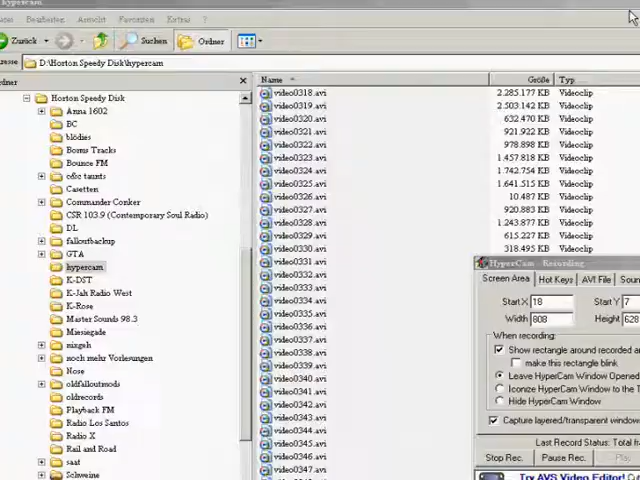 hypercam
Bearbeiten Ansicht Favoriten Extras ?
Zurück Suchen Ordner
D:\Horton Speedy Disk\hypercam
Name Größe Typ
Horton Speedy Disk
Anna 1602
BC
blödies
Bonus Tracks
Bounce FM
c&c taunts
Casetten
Commander Conker
CSR 103.9 (Contemporary Soul Radio)
DL
falloutbackup
GTA
hypercam
K-DST
K-Jah Radio West
K-Rose
Master Sounds 98.3
Miesigade
mixgeh
noch mehr Vorlesungen
Nose
oldfalloutmods
oldrecords
Playback FM
Radio Los Santos
Radio X
Rail and Road
saat
Schweine
video0318.avi 2.285.177 KB Videoclip
video0319.avi 2.503.142 KB Videoclip
video0320.avi 632.470 KB Videoclip
video0321.avi 921.922 KB Videoclip
video0322.avi 978.898 KB Videoclip
video0323.avi 1.457.818 KB Videoclip
video0324.avi 1.742.754 KB Videoclip
video0325.avi 1.641.515 KB Videoclip
video0326.avi 10.487 KB Videoclip
video0327.avi 920.883 KB Videoclip
video0328.avi 1.243.877 KB Videoclip
video0329.avi 615.227 KB Videoclip
video0330.avi 318.495 KB Videoclip
video0331.avi
video0332.avi
video0333.avi
video0334.avi
video0335.avi
video0336.avi
video0337.avi
video0338.avi
video0339.avi
video0340.avi
video0341.avi
video0342.avi
video0343.avi
video0344.avi
video0345.avi
video0346.avi
video0347.avi
HyperCam - Recording
Screen Area Hot Keys AVI File Soun
Start X 18 Start Y 7
Width 808 Height 628
When recording:
Show rectangle around recorded ar
make this rectangle blink
Leave HyperCam Window Opened
Iconize HyperCam Window to the T
Hide HyperCam Window
Capture layered/transparent window
Last Record Status: Total fra
Stop Rec. Pause Rec. Play
Try AVS Video Editor!